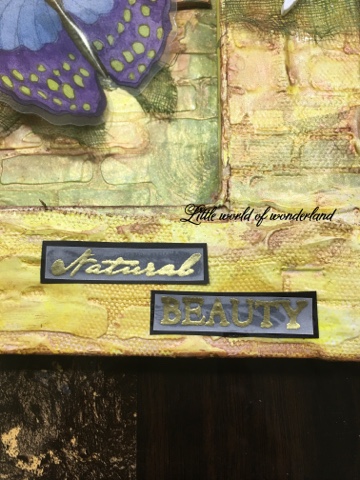 Little world of wonderland
Natural
BEAUTY